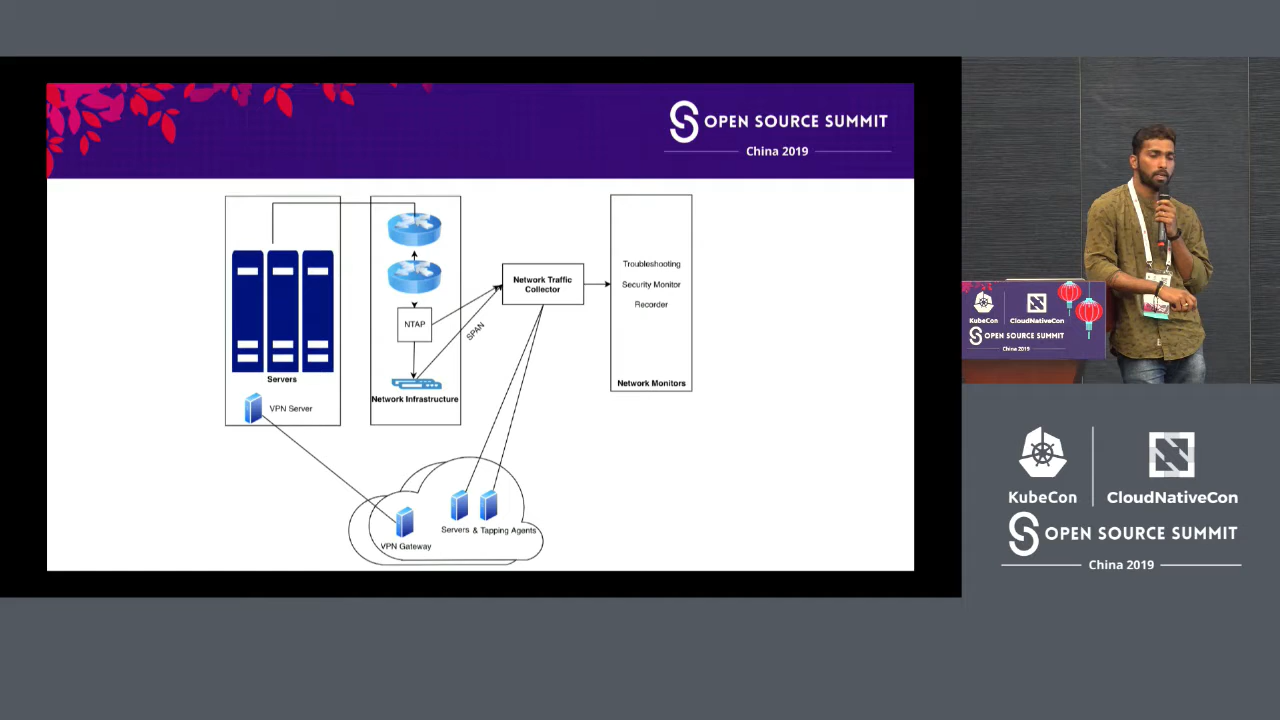 OPEN SOURCE SUMMIT
China 2019
Network Traffic
Collector
Troubleshooting
Security Monitor
Recorder
NTAP
SPAN
Servers
Network Infrastructure
Network Monitors
VPN Server
Servers & Tapping Agents
VPN Gateway
KubeCon
CloudNativeCon
OPEN SOURCE SUMMIT
China 2019
KubeCon
CloudNativeCon
OPEN SOURCE SUMMIT
China 2019